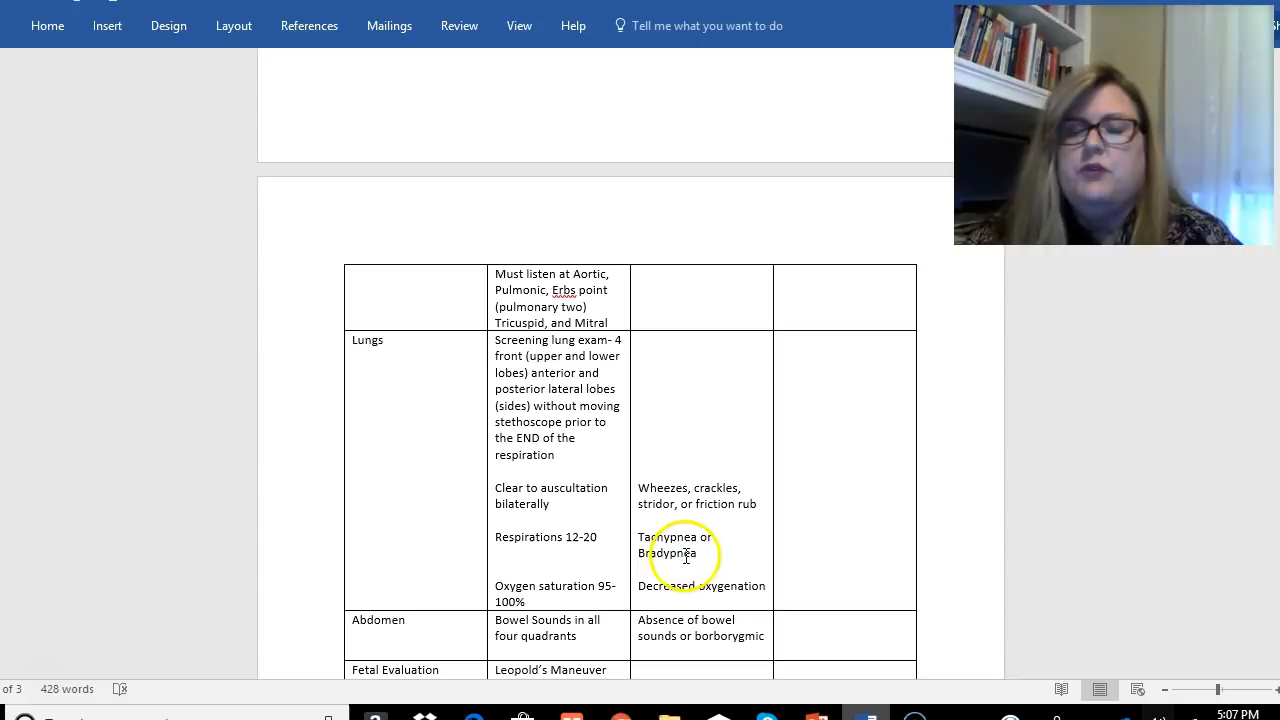 Home Insert Design Layout References Mailings Review View Help Tell me what you want to do
Must listen at Aortic,
Pulmonic, Erbs point
(pulmonary two)
Tricuspid, and Mitral
Lungs
Screening lung exam- 4
front (upper and lower
lobes) anterior and
posterior lateral lobes
(sides) without moving
stethoscope prior to
the END of the
respiration
Clear to auscultation
bilaterally
Wheezes, crackles,
stridor, or friction rub
Respirations 12-20
Tachypnea or
Bradypnea
Oxygen saturation 95-
100%
Decreased oxygenation
Abdomen
Bowel Sounds in all
four quadrants
Absence of bowel
sounds or borborygmic
Fetal Evaluation
Leopold's Maneuver
of 3 428 words
5:07 PM